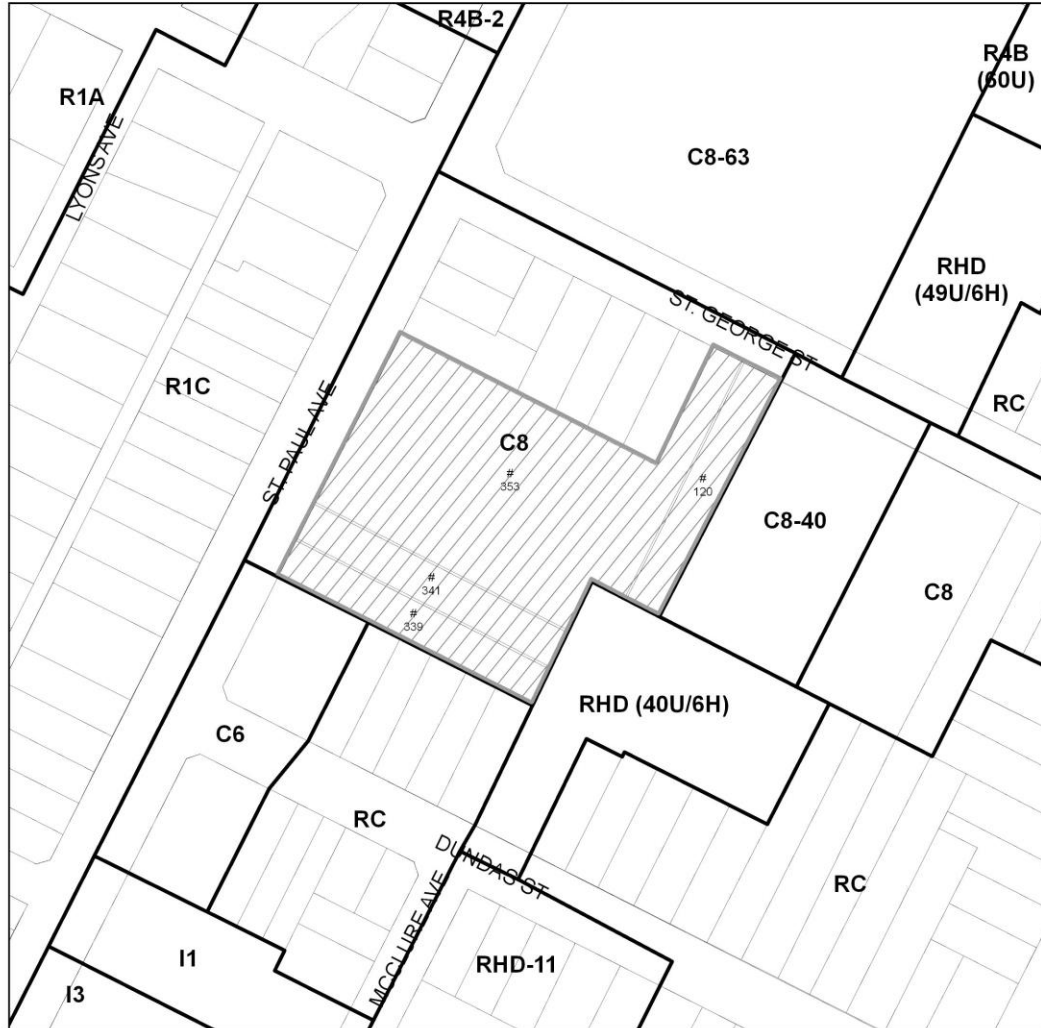 R4B-2
R4B
(60U)
R1A
LYONS AVE
C8-63
RHD
(49U/6H)
ST. GEORGE ST
R1C
RC
ST. PAUL AVE
C8
#
353
#
120
C8-40
#
341
#
339
C8
RHD (40U/6H)
C6
RC
DUNDAS ST
RC
MCCLURE AVE
I1
RHD-11
I3